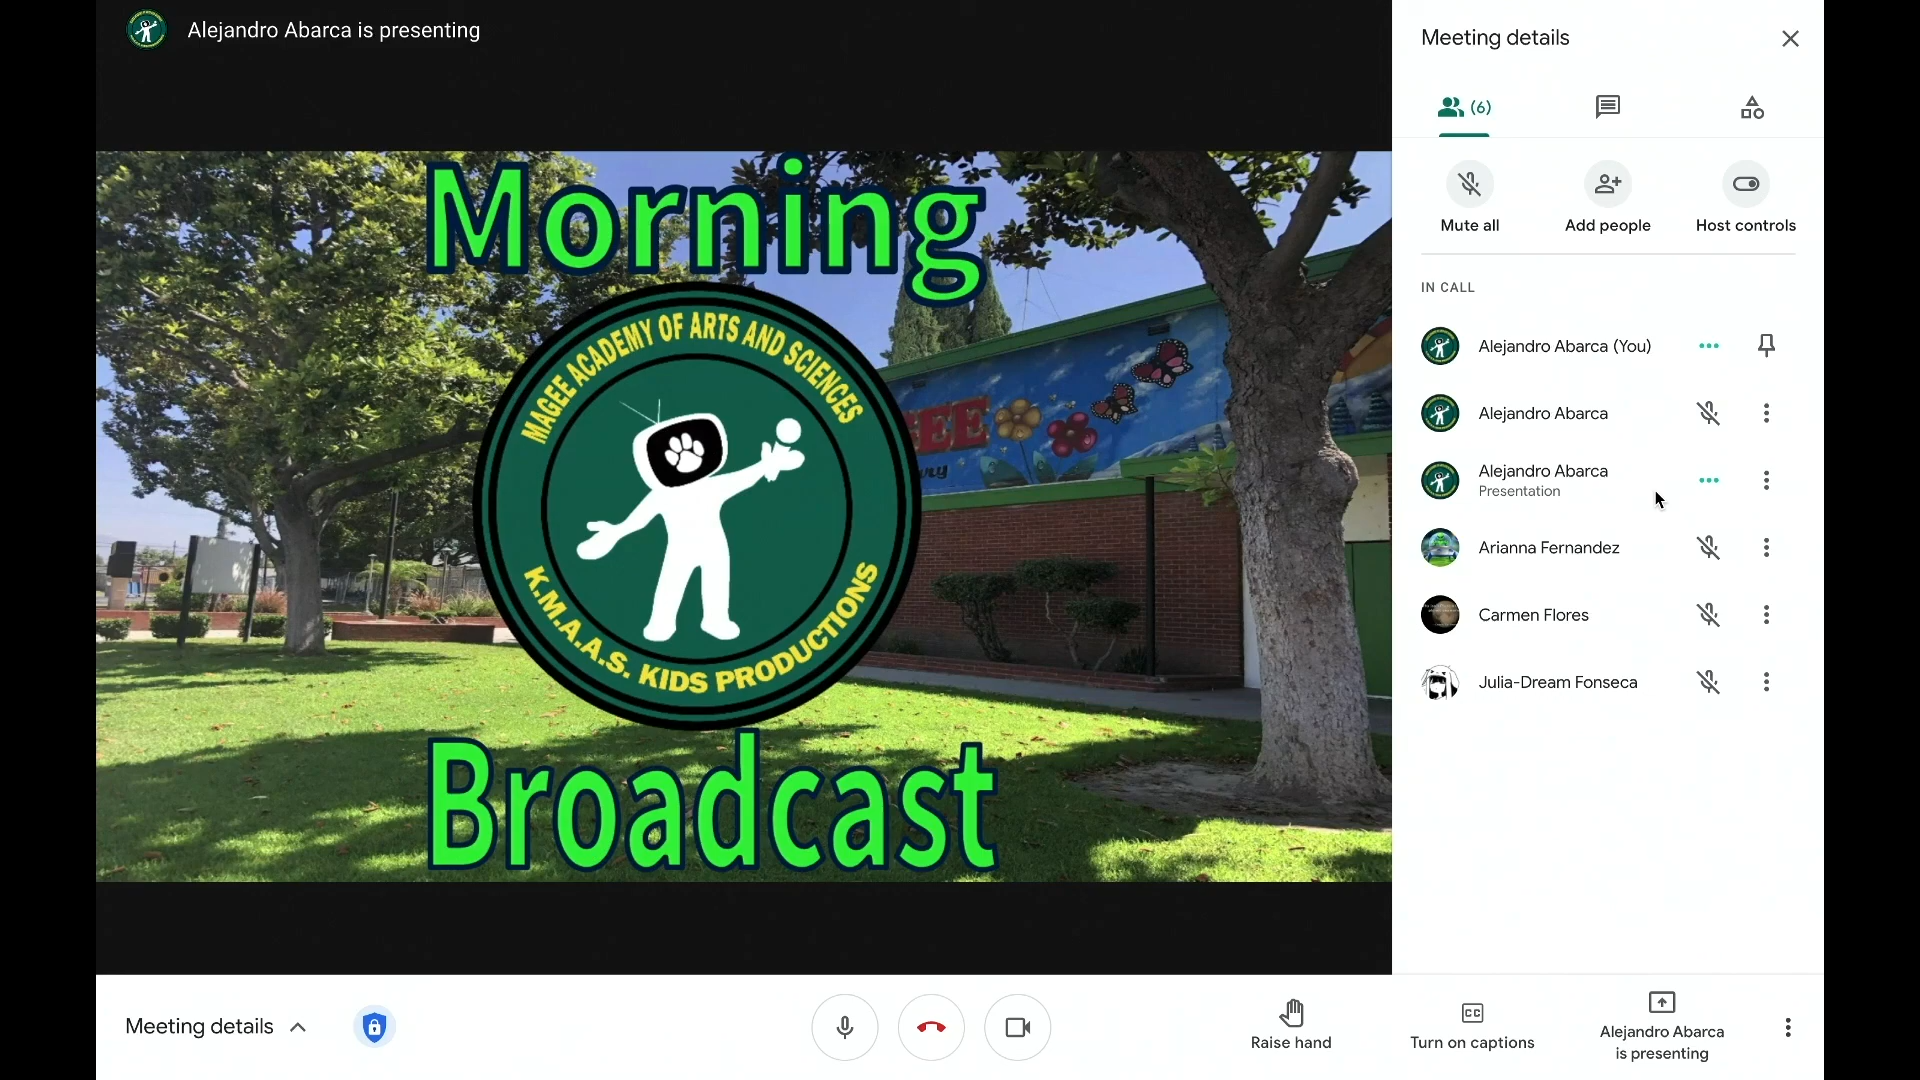 Alejandro Abarca is presenting
Morning
MAGEE ACADEMY OF ARTS AND SCIENCES
K.M.A.A.S. KIDS PRODUCTIONS
Broadcast
Meeting details
(6)
Mute all
Add people
Host controls
IN CALL
Alejandro Abarca (You)
Alejandro Abarca
Alejandro Abarca
Presentation
Arianna Fernandez
Carmen Flores
Julia-Dream Fonseca
Meeting details
Raise hand
CC
Turn on captions
Alejandro Abarca
is presenting